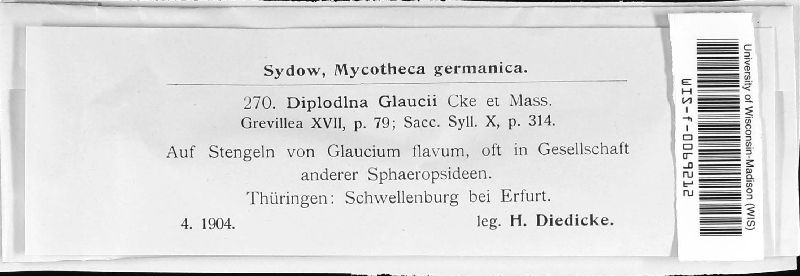 Sydow, Mycotheca germanica.
270. Diplodlna Glaucii Cke et Mass.
Grevillea XVII, p. 79; Sacc. Syll. X, p. 314.
Auf Stengeln von Glaucium flavum, oft in Gesellschaft
anderer Sphaeropsideen.
Thüringen: Schwellenburg bei Erfurt.
4. 1904. leg. H. Diedicke.
University of Wisconsin-Madison (WIS)
WIS-f-0099212